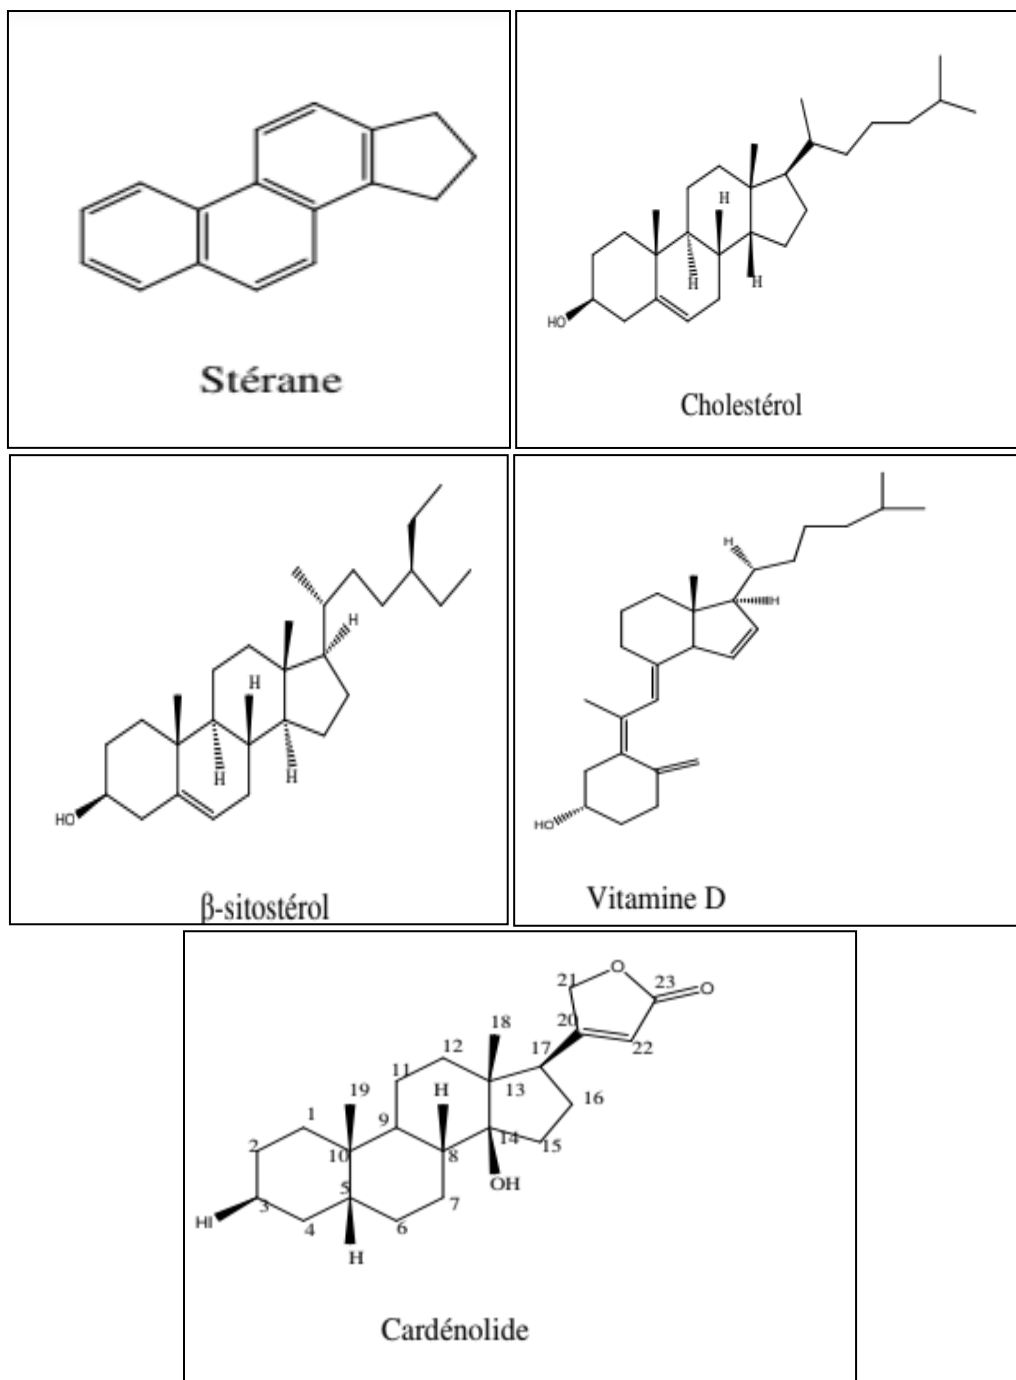 Stérane
H
H
H
HO
Cholestérol
H
H
H
H
HO
β-sitostérol
H
H
HO
Vitamine D
O
21
23
O
20
22
18
17
12
13
11
16
19
H
1
9
14
15
2
10
8
OH
5
7
3
HI
4
6
H
Cardénolide